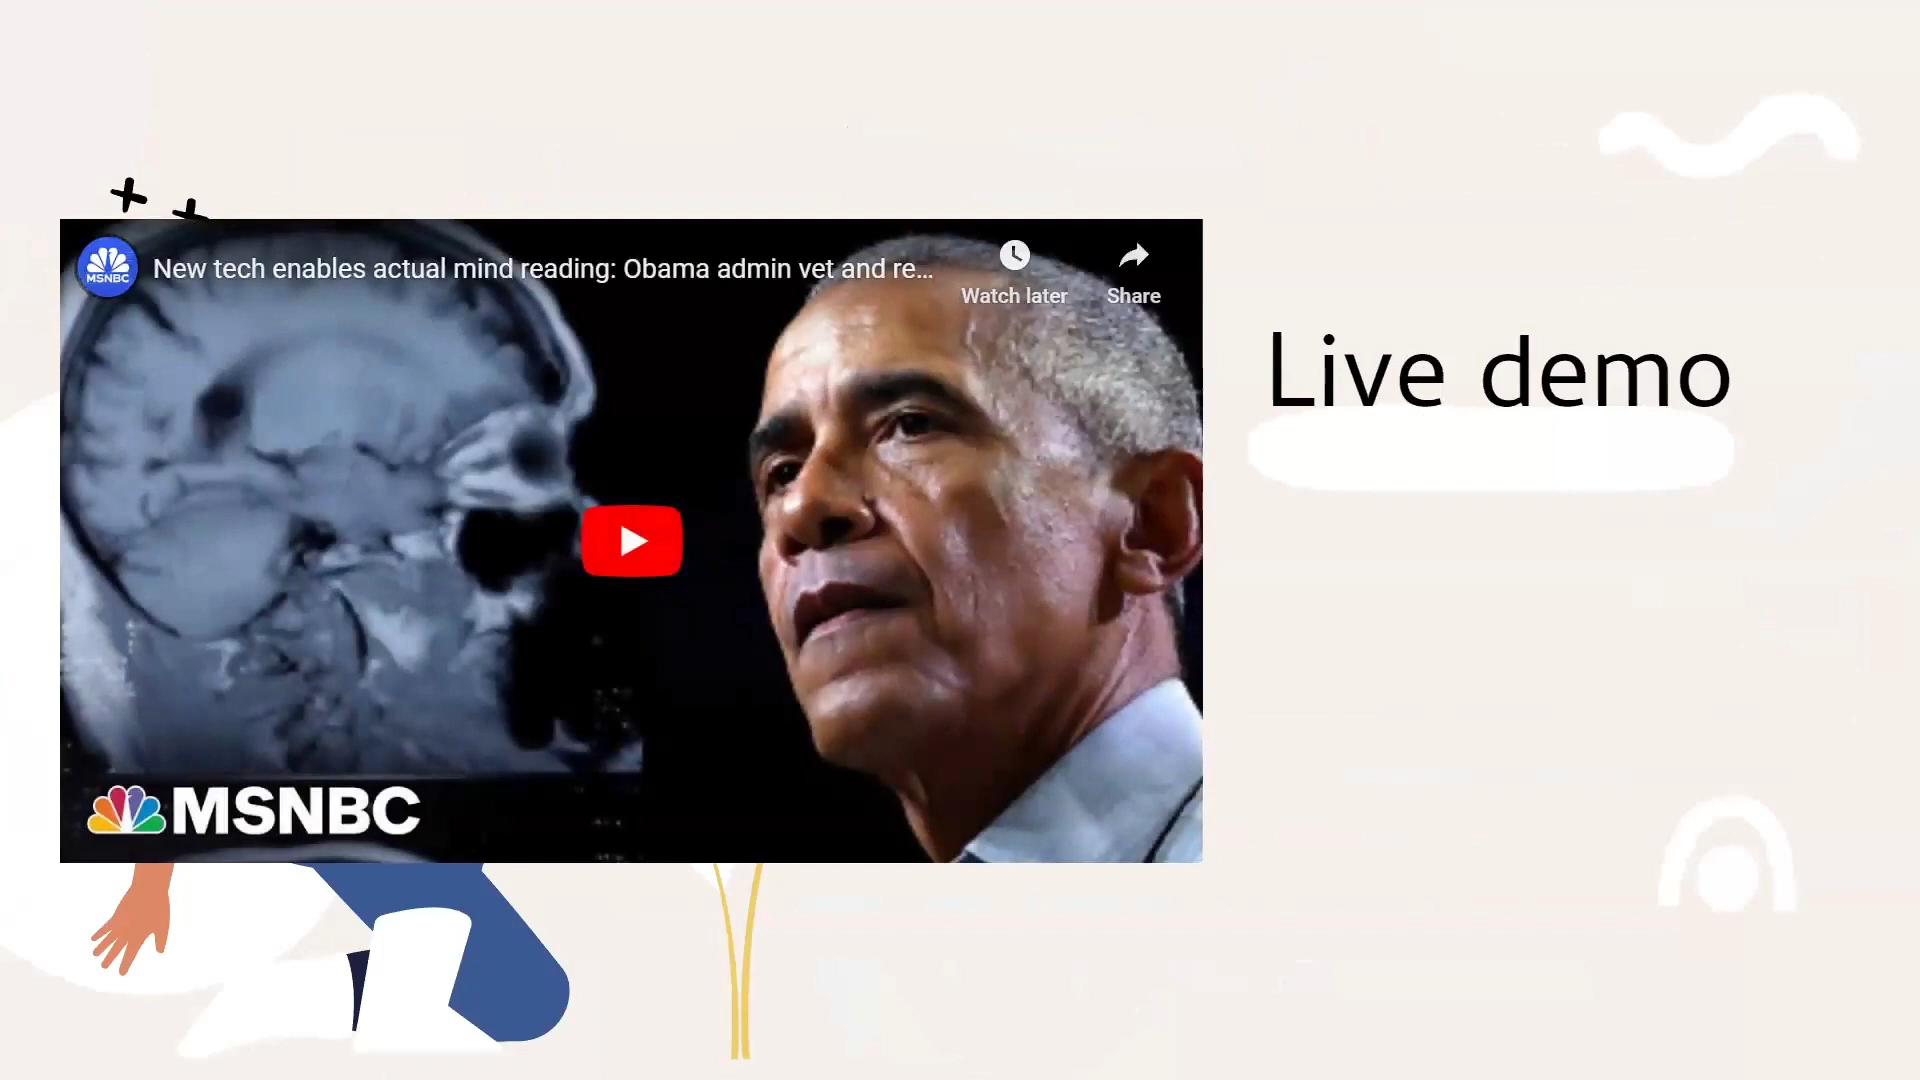 MSNBC
New tech enables actual mind reading: Obama admin vet and re...
Watch later
Share
Live demo
MSNBC